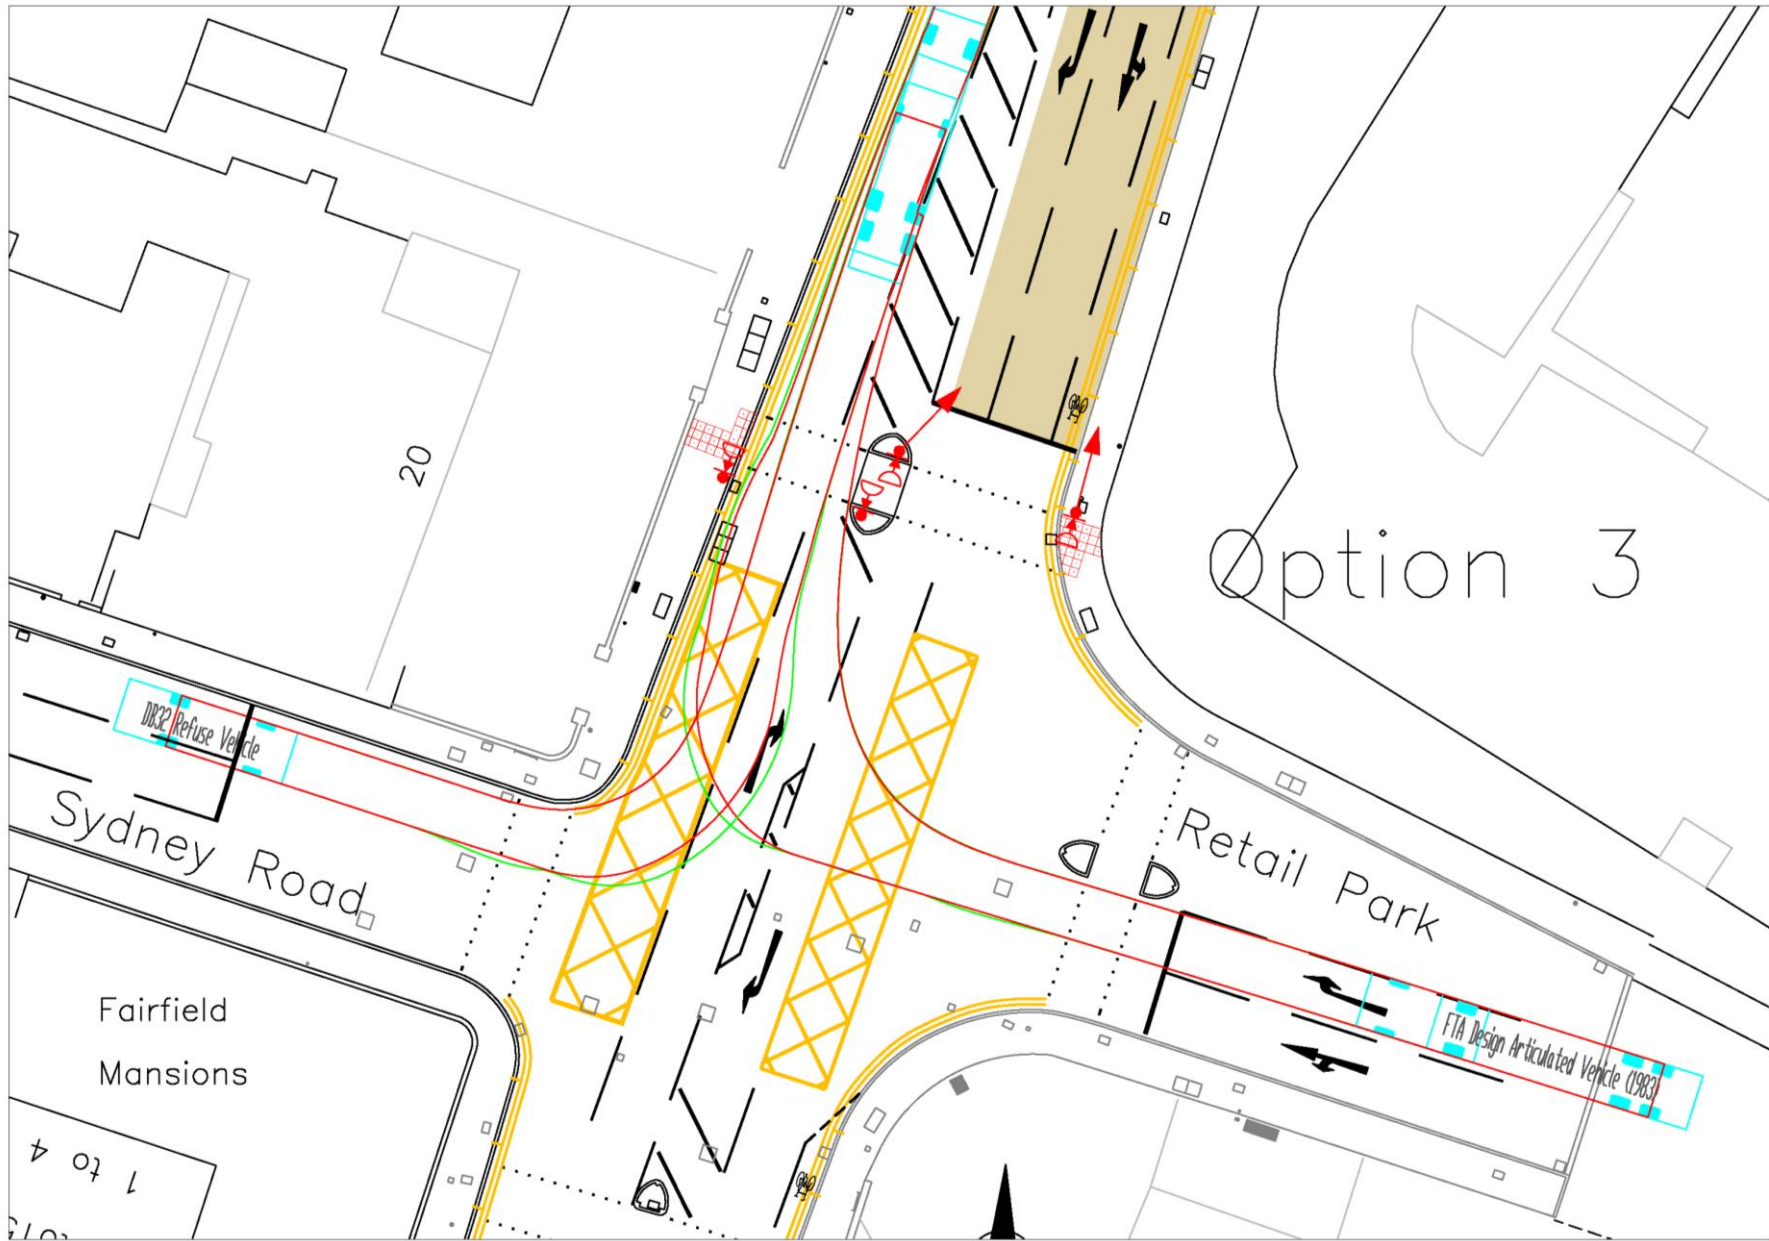 20
Option 3
DB32 Refuse Vehicle
Sydney Road
Retail Park
Fairfield
Mansions
FTA Design Articulated Vehicle (1983)
1 to 4